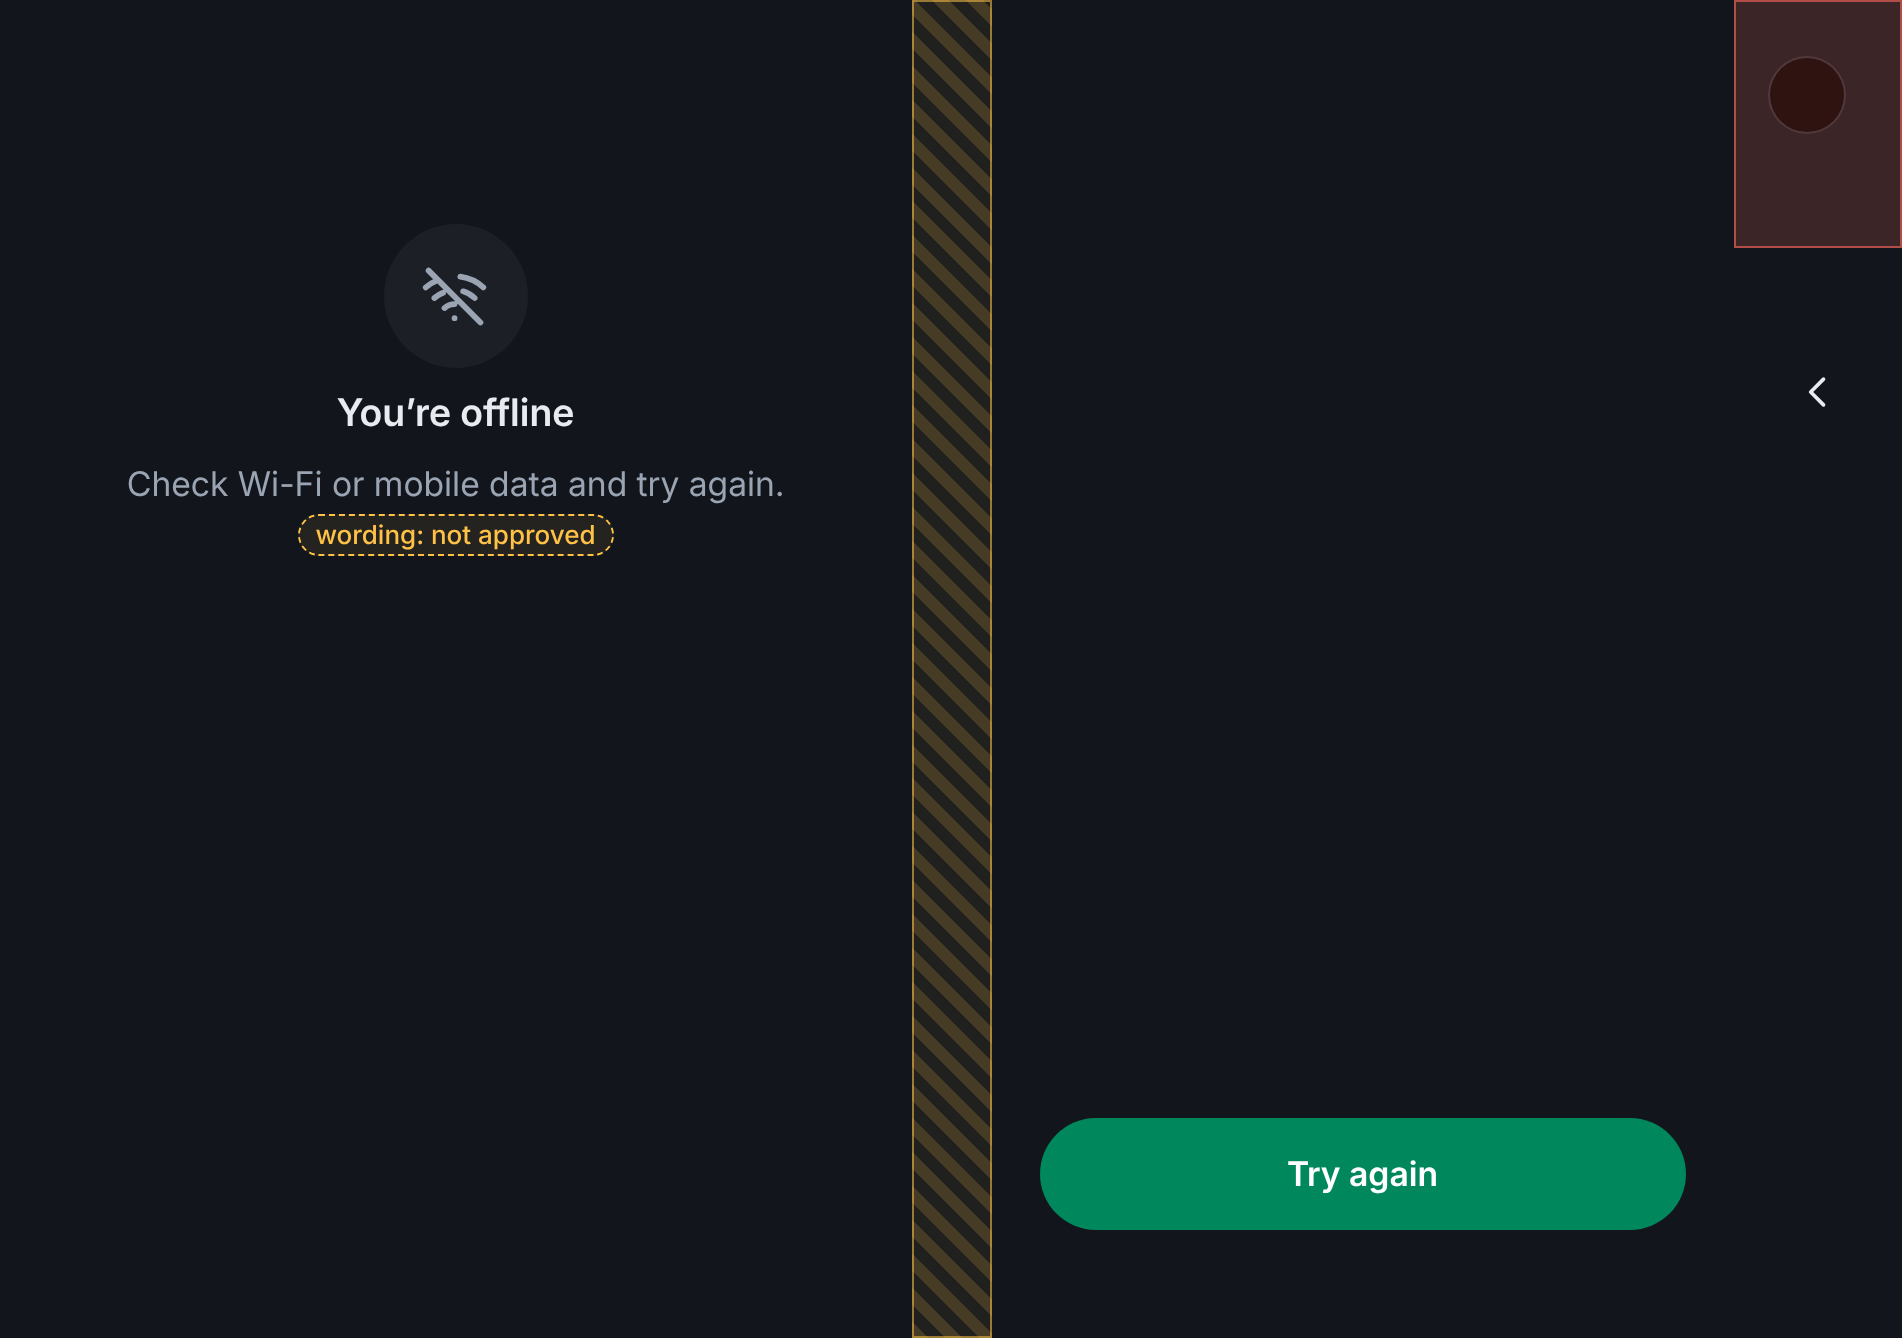 You’re offline
Check Wi-Fi or mobile data and try again.
wording: not approved
Try again